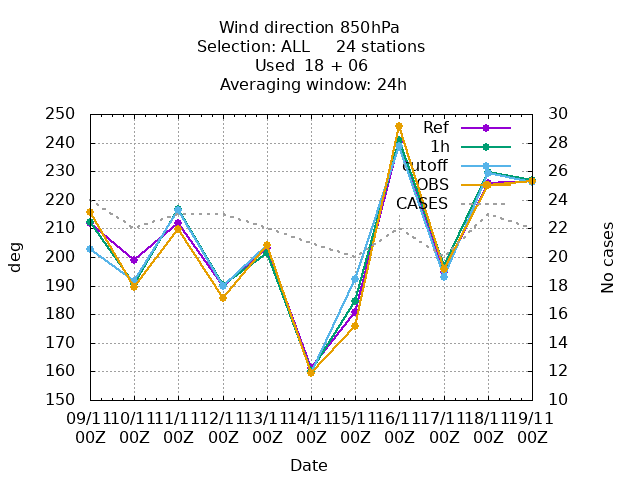 Wind direction 850hPa
Selection: ALL     24 stations
Used  18 + 06
Averaging window: 24h
250
240
230
220
210
200
190
180
170
160
150
30
28
26
24
22
20
18
16
14
12
10
deg
No cases
Ref
1h
cutoff
OBS
CASES
09/11 10/11 11/11 12/11 13/11 14/11 15/11 16/11 17/11 18/11 19/11
00Z 00Z 00Z 00Z 00Z 00Z 00Z 00Z 00Z 00Z 00Z
Date